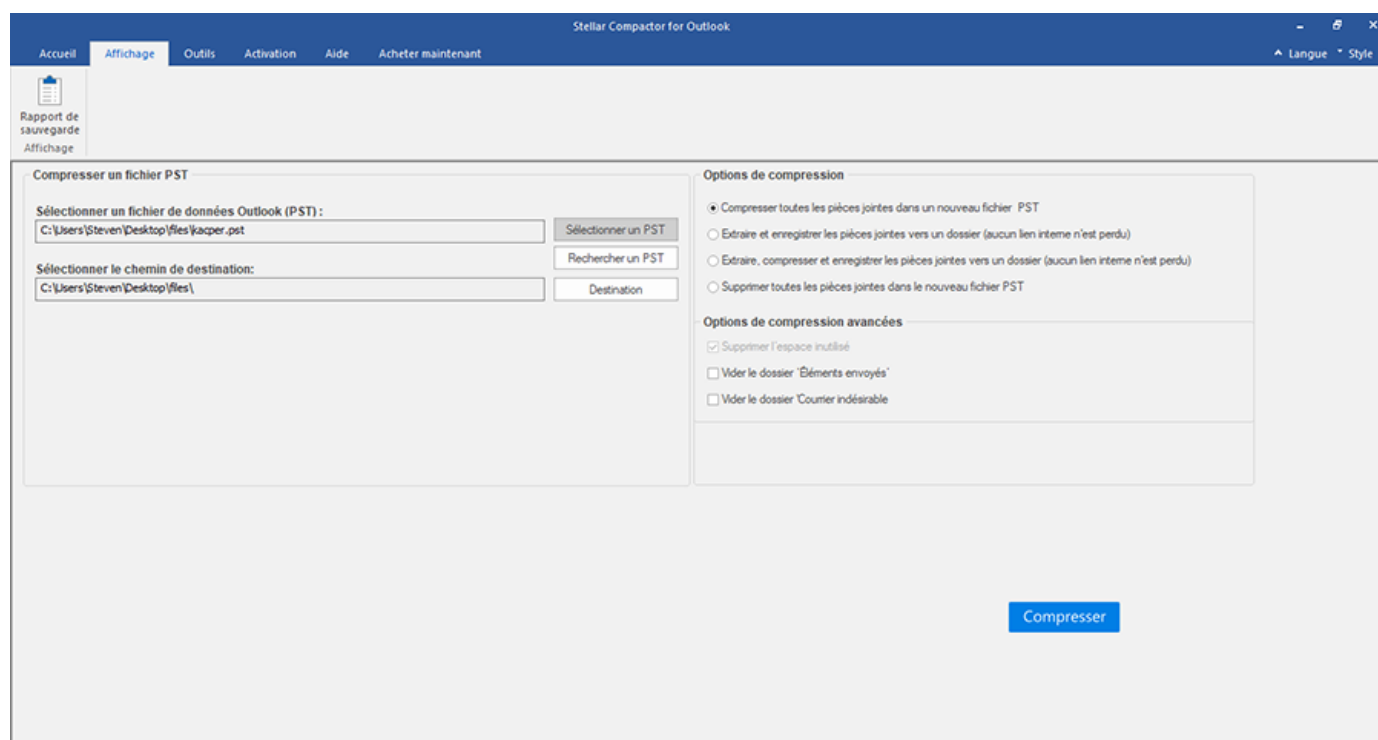 Stellar Compactor for Outlook
Accueil Affichage Outils Activation Aide Acheter maintenant Langue Style
Rapport de
sauvegarde
Affichage
Compresser un fichier PST
Sélectionner un fichier de données Outlook (PST) :
C:\Users\Steven\Desktop\files\kacper.pst
Sélectionner un PST
Rechercher un PST
Sélectionner le chemin de destination:
C:\Users\Steven\Desktop\files\
Destination
Options de compression
Compresser toutes les pièces jointes dans un nouveau fichier PST
Extraire et enregistrer les pièces jointes vers un dossier (aucun lien interne n'est perdu)
Extraire, compresser et enregistrer les pièces jointes vers un dossier (aucun lien interne n'est perdu)
Supprimer toutes les pièces jointes dans le nouveau fichier PST
Options de compression avancées
Supprimer l'espace inutilisé
Vider le dossier 'Éléments envoyés'
Vider le dossier 'Courrier indésirable
Compresser